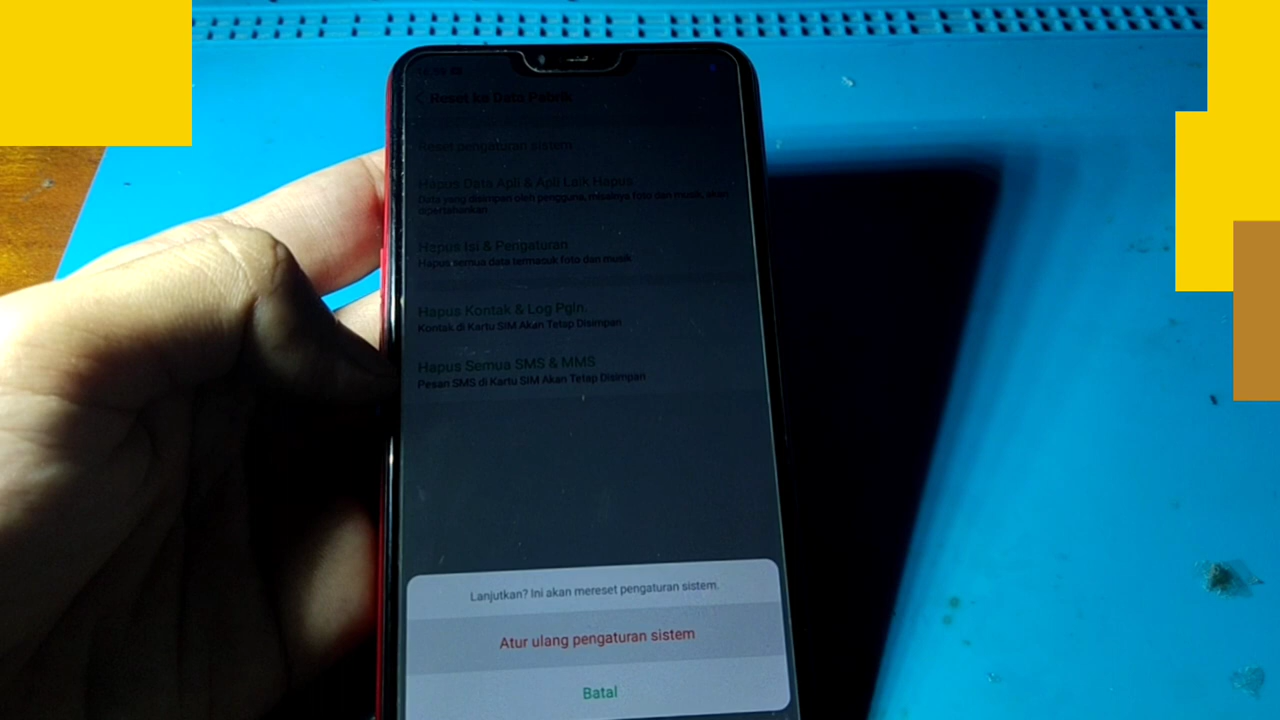 Reset ke Data Pabrik
Reset pengaturan sistem
Hapus Data Apli & Apli Laik Hapus
Data yang disimpan oleh pengguna, misalnya foto dan musik, akan
dipertahankan.
Hapus Isi & Pengaturan
Hapus semua data termasuk foto dan musik
Hapus Kontak & Log Pgln.
Kontak di Kartu SIM Akan Tetap Disimpan
Hapus Semua SMS & MMS
Pesan SMS di Kartu SIM Akan Tetap Disimpan
Lanjutkan? Ini akan mereset pengaturan sistem.
Atur ulang pengaturan sistem
Batal